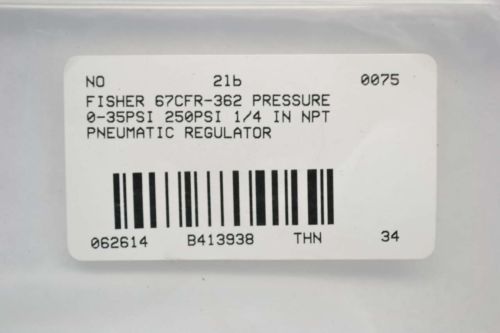 NO 21b 0075
FISHER 67CFR-362 PRESSURE
0-35PSI 250PSI 1/4 IN NPT
PNEUMATIC REGULATOR
062614 B413938 THN 34